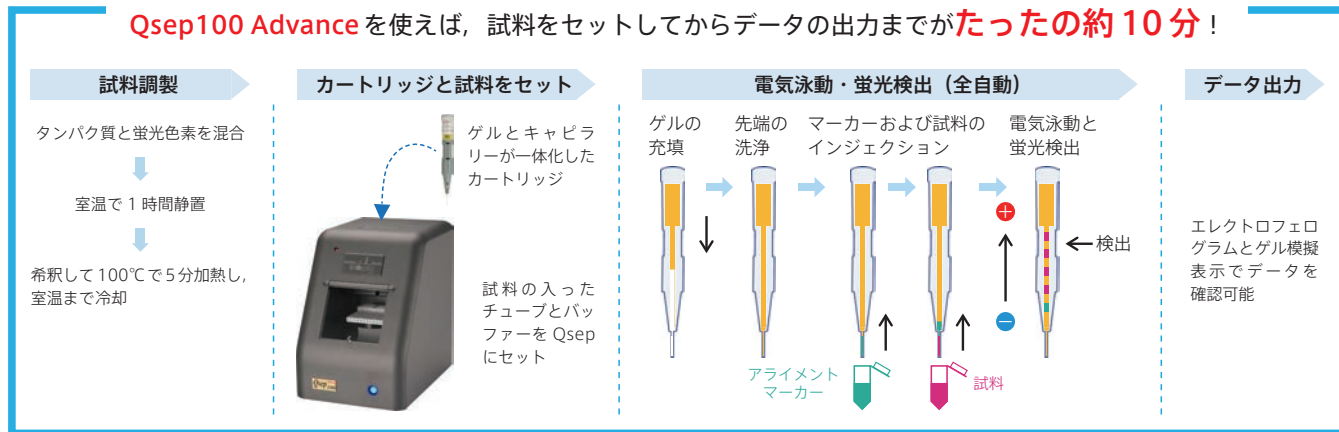 Qsep100 Advance を使えば，試料をセットしてからデータの出力までがたったの約 10 分！
試料調製
タンパク質と蛍光色素を混合
室温で 1 時間静置
希釈して 100℃で 5 分加熱し，
室温まで冷却
カートリッジと試料をセット
ゲルとキャピラ
リーが一体化した
カートリッジ
試料の入った
チューブとバッ
ファーを Qsep
にセット
Qsep
電気泳動・蛍光検出（全自動）
ゲルの
充填
先端の
洗浄
マーカーおよび試料の
インジェクション
電気泳動と
蛍光検出
+
検出
−
アライメント
マーカー
試料
データ出力
エレクトロフェロ
グラムとゲル模擬
表示でデータを
確認可能